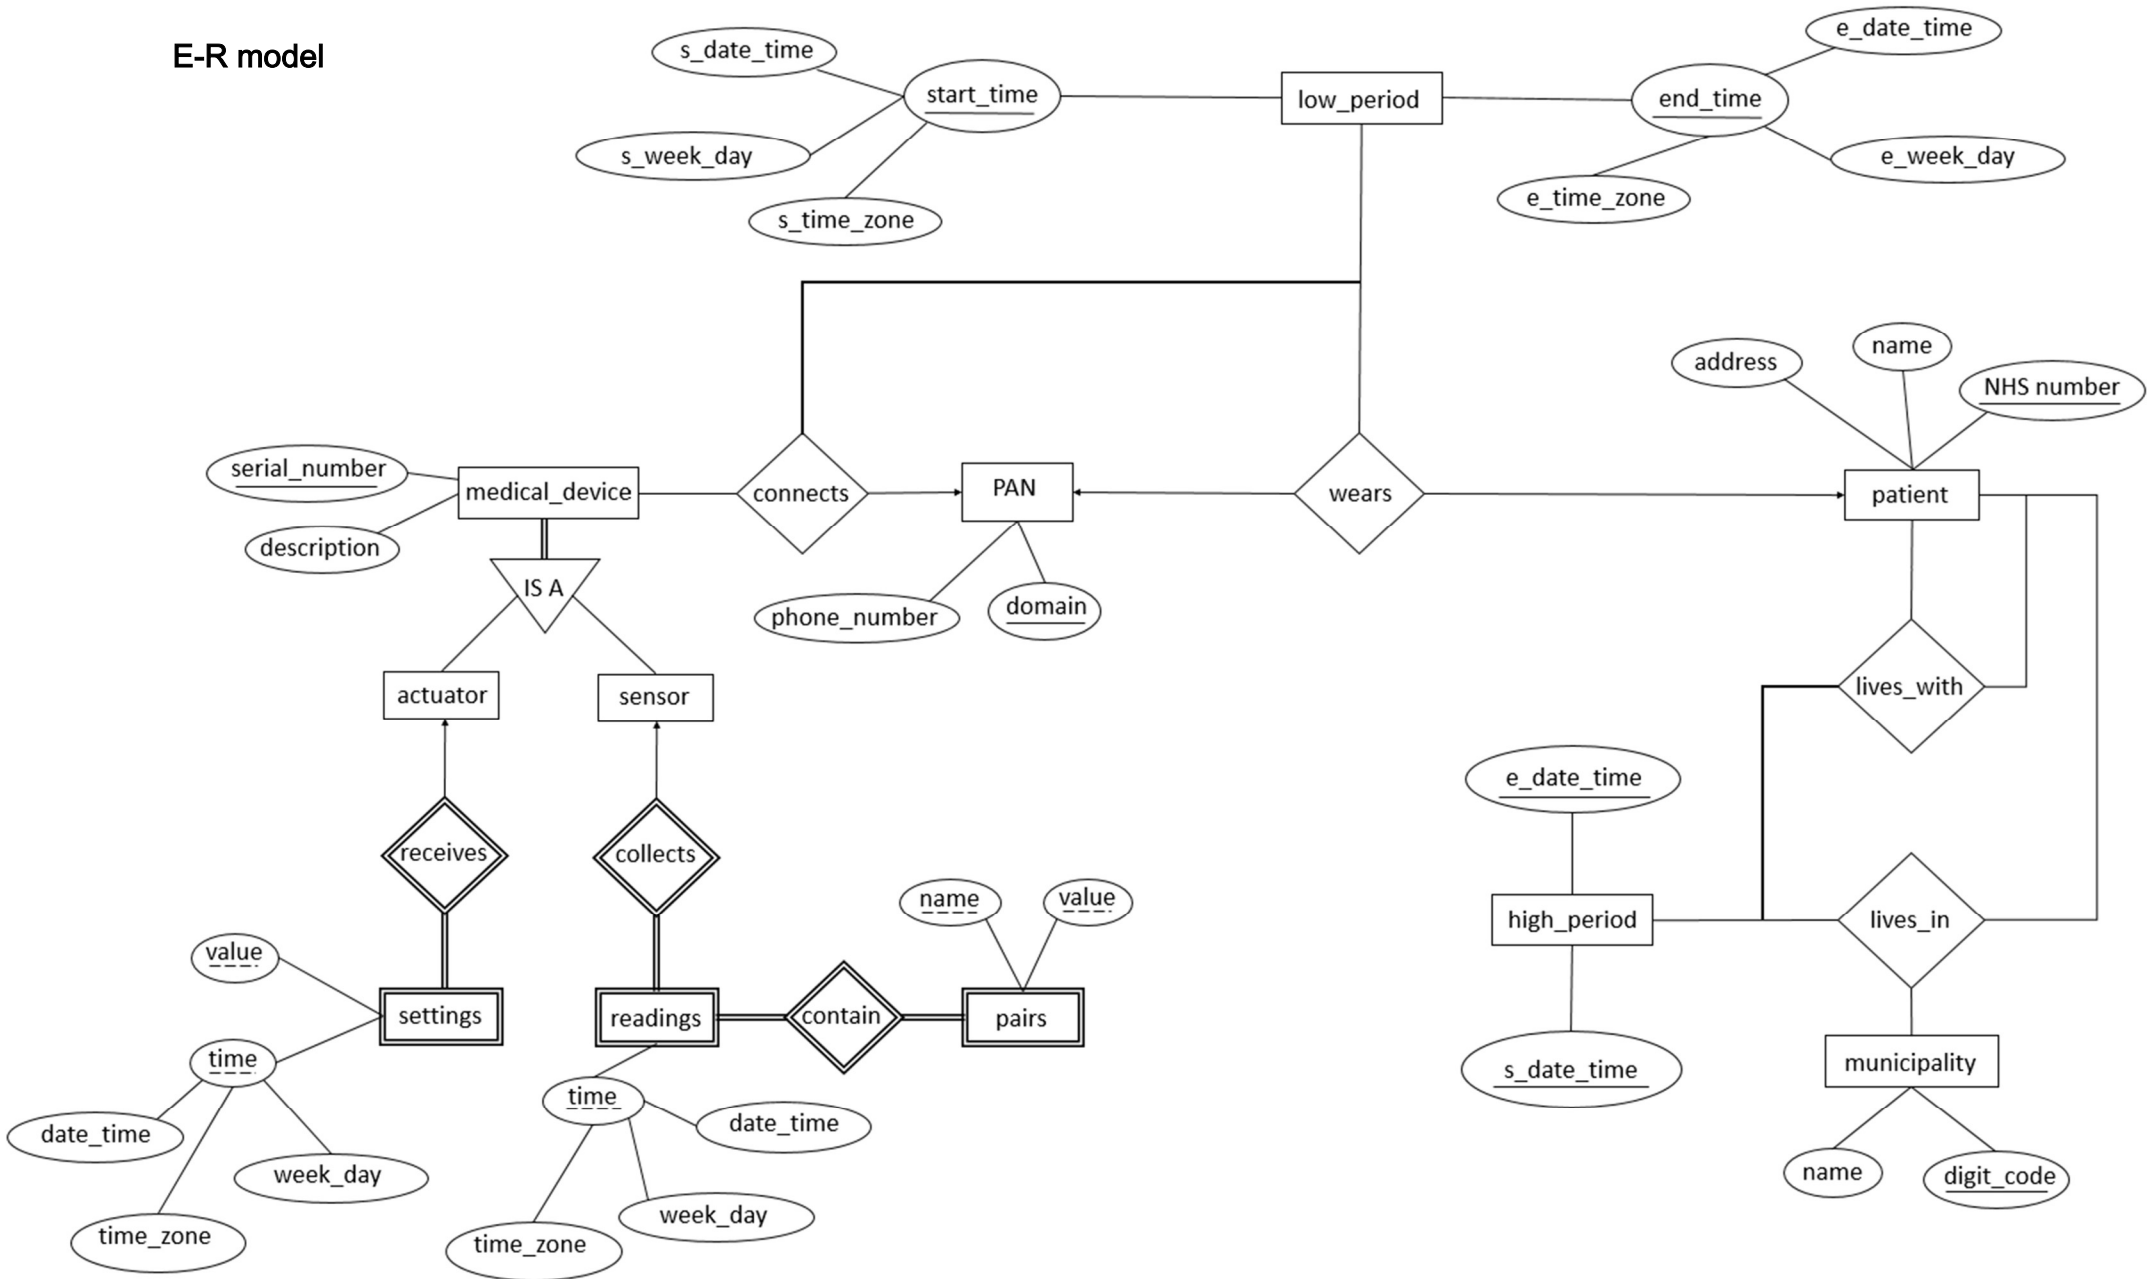 E-R model
s_date_time
start_time
low_period
end_time
e_date_time
s_week_day
e_week_day
s_time_zone
e_time_zone
address
name
NHS number
serial_number
medical_device
connects
PAN
wears
patient
description
IS A
phone_number
domain
actuator
sensor
lives_with
e_date_time
receives
collects
name
value
high_period
lives_in
value
settings
readings
contain
pairs
time
time
s_date_time
municipality
date_time
date_time
week_day
name
digit_code
time_zone
week_day
time_zone